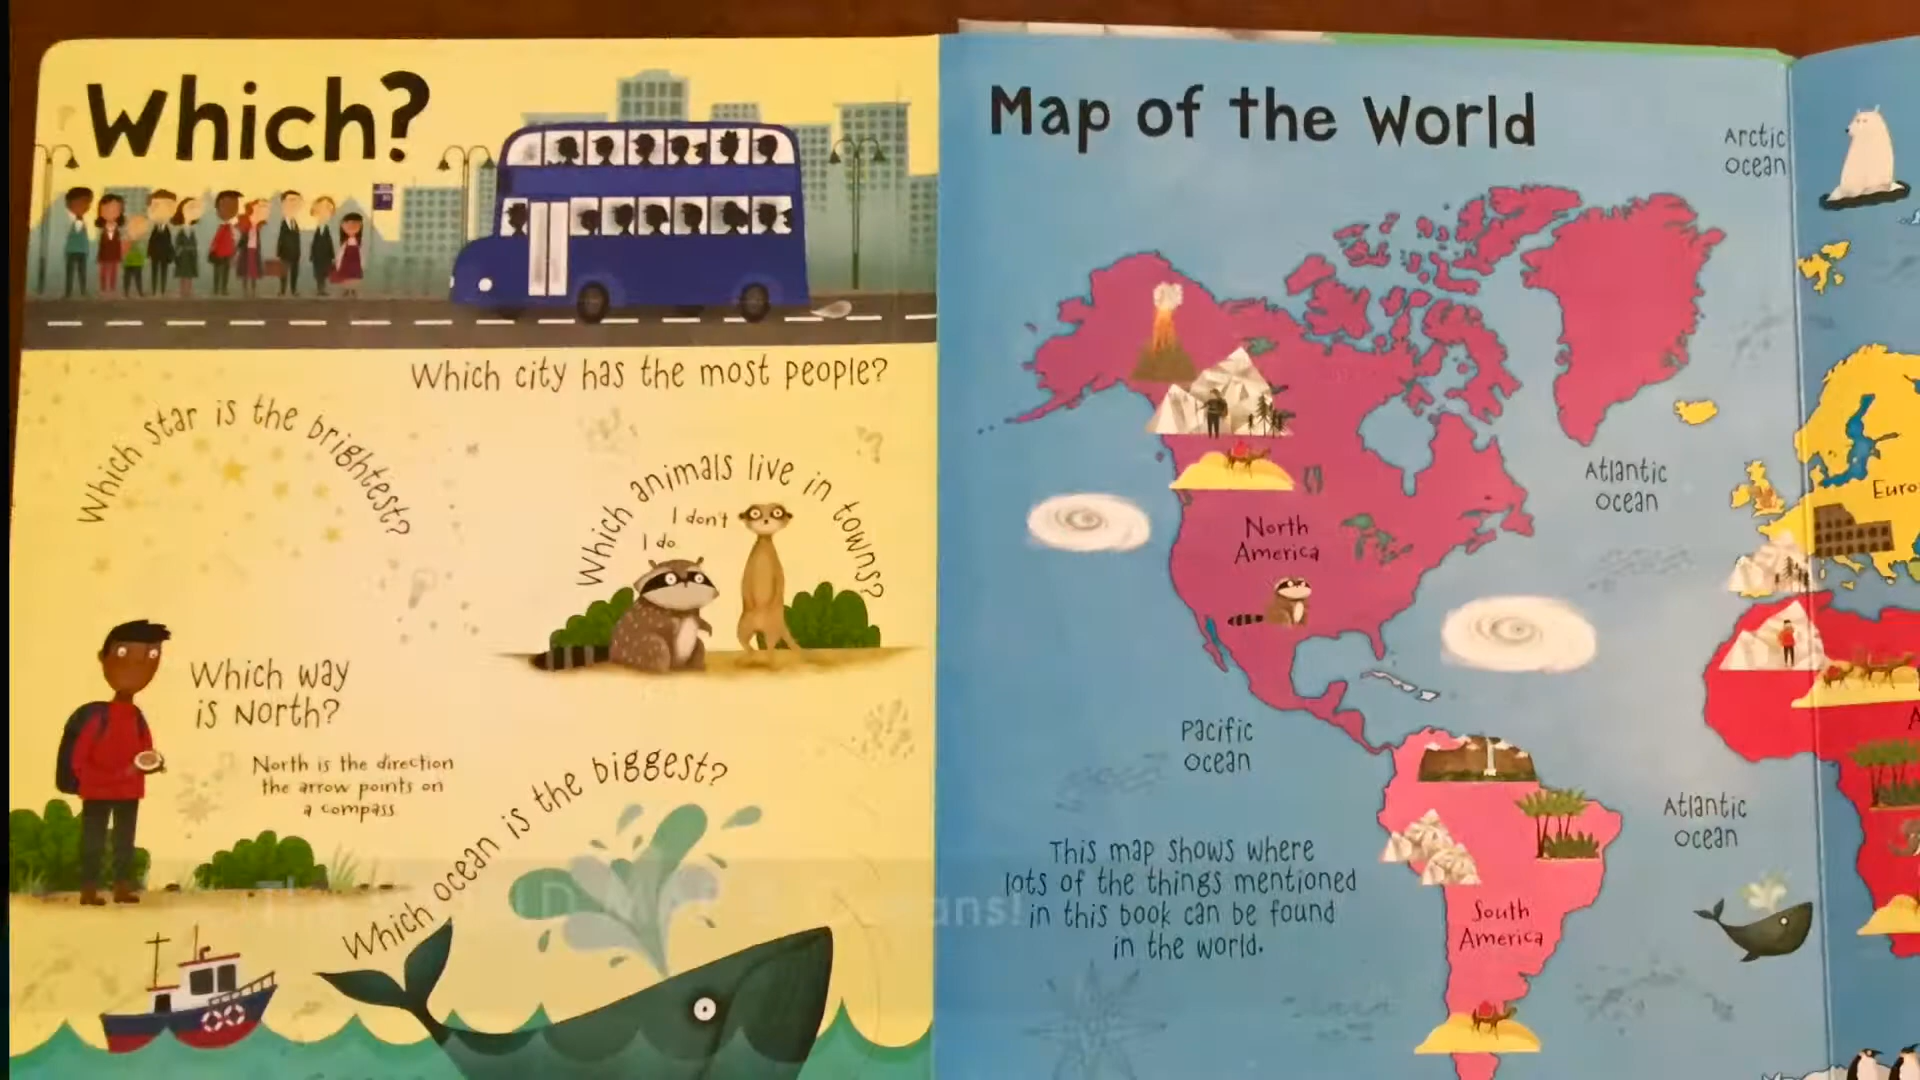 Which?
Which city has the most people?
Which star is the brightest?
Which animals live in towns?
I don't
I do
Which way
is North?
North is the direction
the arrow points on
a compass
Which ocean is the biggest?
Map of the World
Arctic
ocean
Atlantic
ocean
Euro
North
America
Pacific
ocean
Atlantic
ocean
This map shows where
lots of the things mentioned
in this book can be found
in the world.
South
America